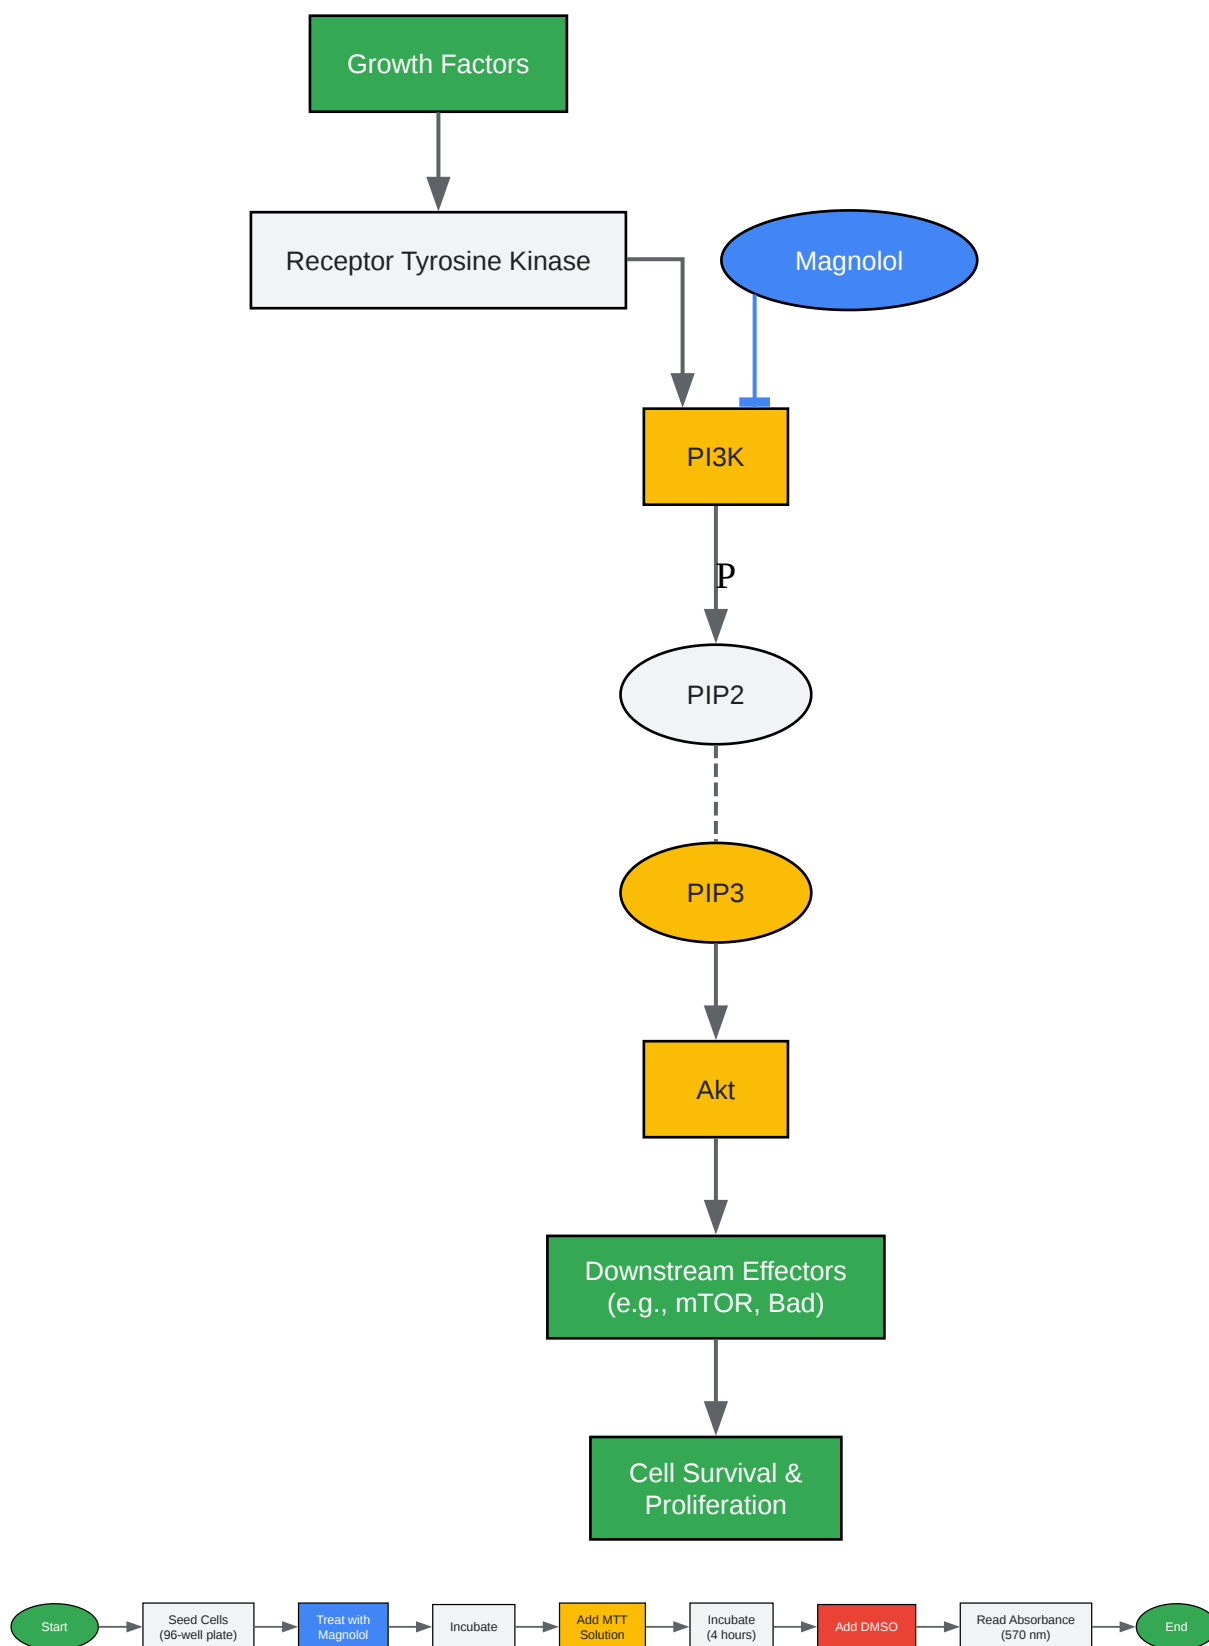 Growth Factors
Receptor Tyrosine Kinase
Magnolol
PI3K
P
PIP2
PIP3
Akt
Downstream Effectors
(e.g., mTOR, Bad)
Cell Survival &
Proliferation
Start
Seed Cells
(96-well plate)
Treat with
Magnolol
Incubate
Add MTT
Solution
Incubate
(4 hours)
Add DMSO
Read Absorbance
(570 nm)
End